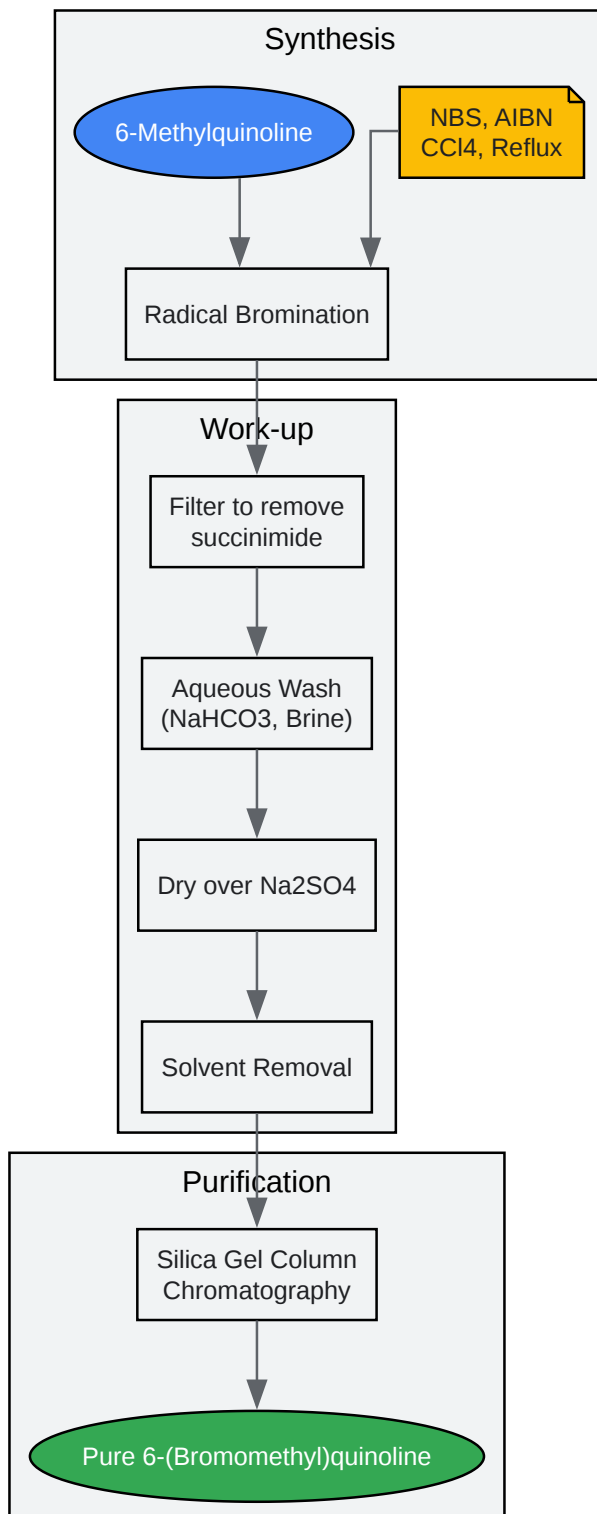 Synthesis
6-Methylquinoline
NBS, AIBN
CCl4, Reflux
Radical Bromination
Work-up
Filter to remove
succinimide
Aqueous Wash
(NaHCO3, Brine)
Dry over Na2SO4
Solvent Removal
Purification
Silica Gel Column
Chromatography
Pure 6-(Bromomethyl)quinoline